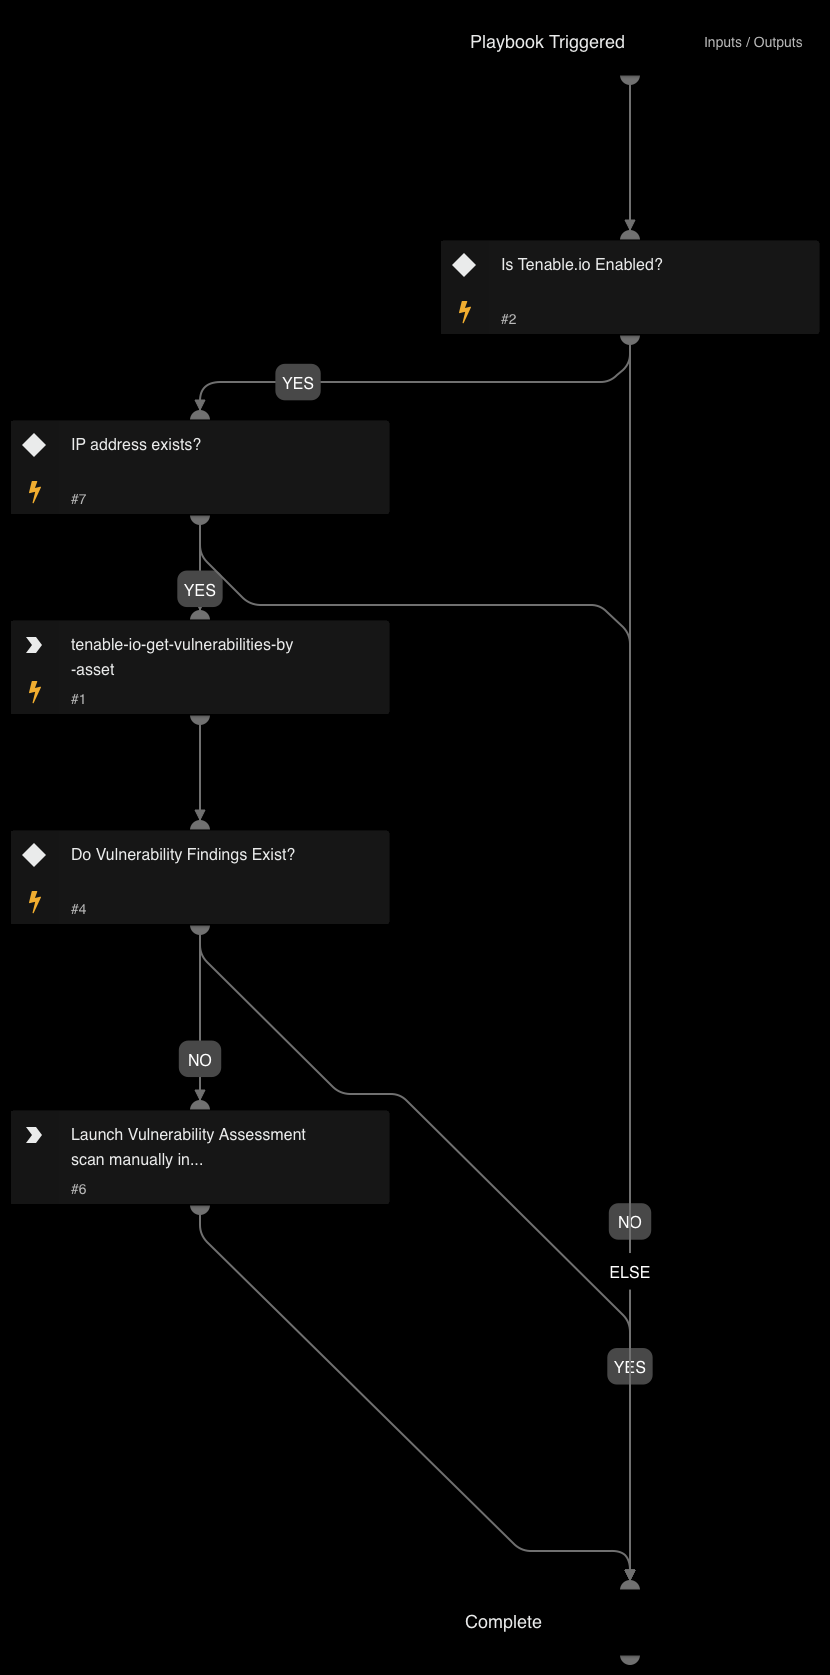 Playbook Triggered
Inputs / Outputs
Is Tenable.io Enabled?
#2
YES
IP address exists?
#7
YES
tenable-io-get-vulnerabilities-by
-asset
#1
Do Vulnerability Findings Exist?
#4
NO
Launch Vulnerability Assessment
scan manually in...
#6
NO
ELSE
YES
Complete